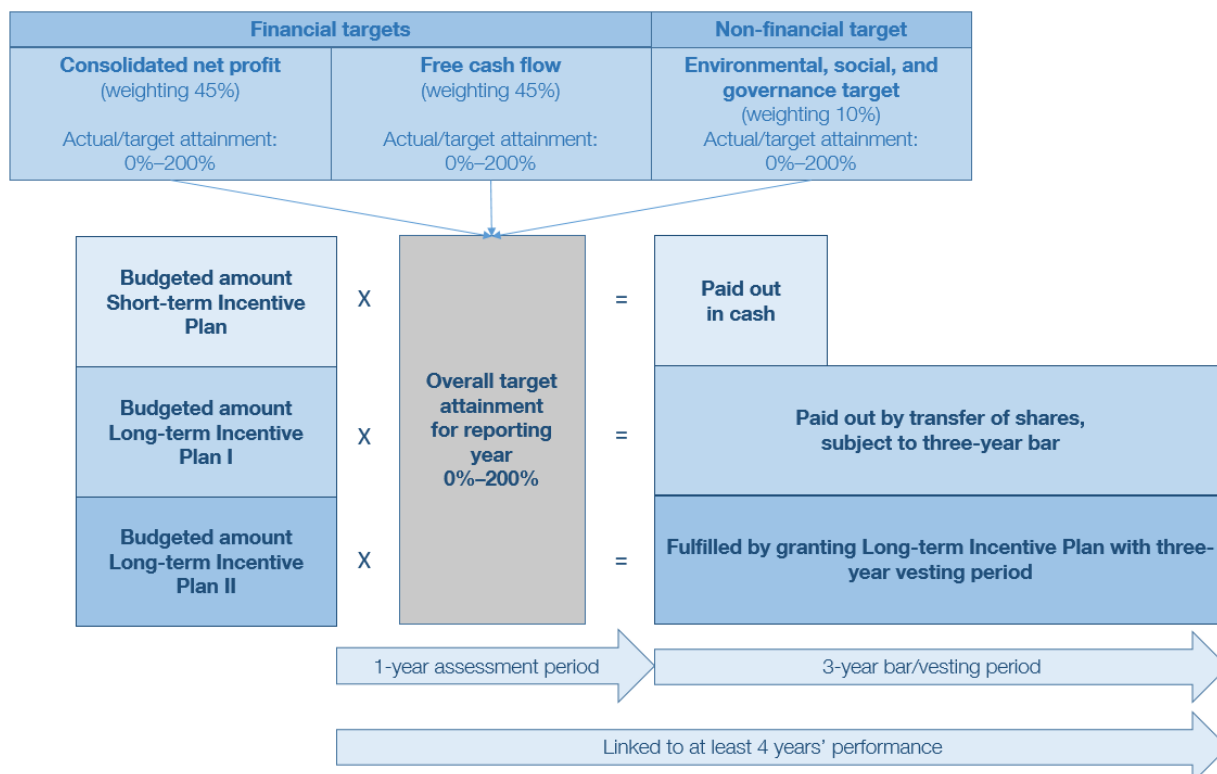 Financial targets
Non-financial target
Consolidated net profit
(weighting 45%)
Actual/target attainment:
0%–200%
Free cash flow
(weighting 45%)
Actual/target attainment:
0%–200%
Environmental, social, and
governance target
(weighting 10%)
Actual/target attainment:
0%–200%
Budgeted amount
Short-term Incentive
Plan
X
=
Paid out
in cash
Overall target
attainment
for reporting
year
0%–200%
Budgeted amount
Long-term Incentive
Plan I
X
=
Paid out by transfer of shares,
subject to three-year bar
Budgeted amount
Long-term Incentive
Plan II
X
=
Fulfilled by granting Long-term Incentive Plan with three-
year vesting period
1-year assessment period
3-year bar/vesting period
Linked to at least 4 years’ performance